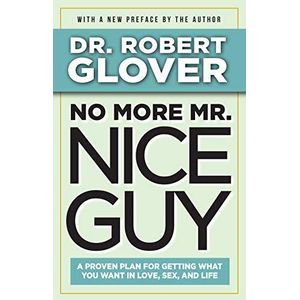 WITH A NEW PREFACE BY THE AUTHOR
DR. ROBERT
GLOVER
NO MORE MR.
NICE
GUY
A PROVEN PLAN FOR GETTING WHAT
YOU WANT IN LOVE, SEX, AND LIFE